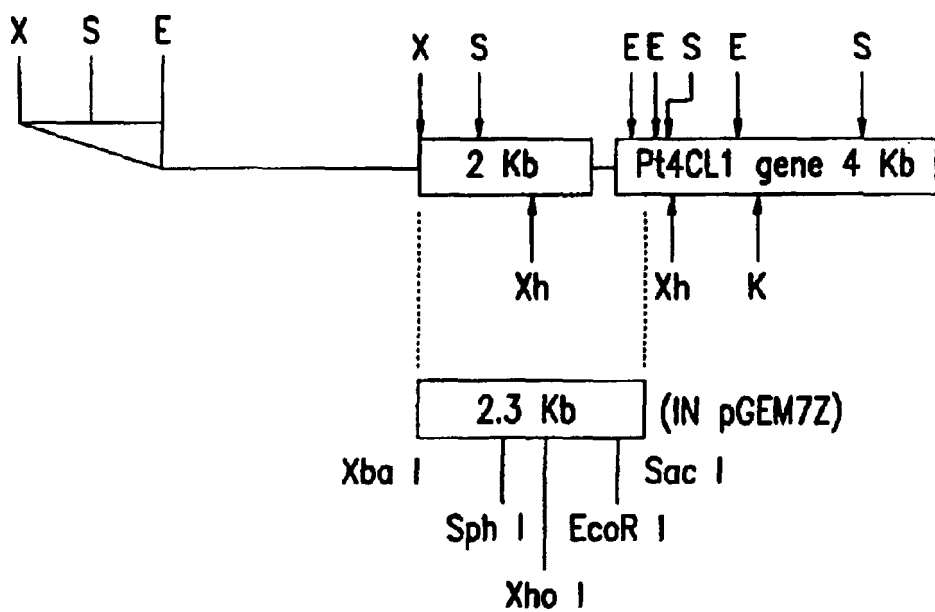 X S E X S E E S E S
2 Kb Pt4CL1 gene 4 Kb
Xh Xh K
2.3 Kb (IN pGEM7Z)
Xba I Sac I
Sph I EcoR I
Xho I